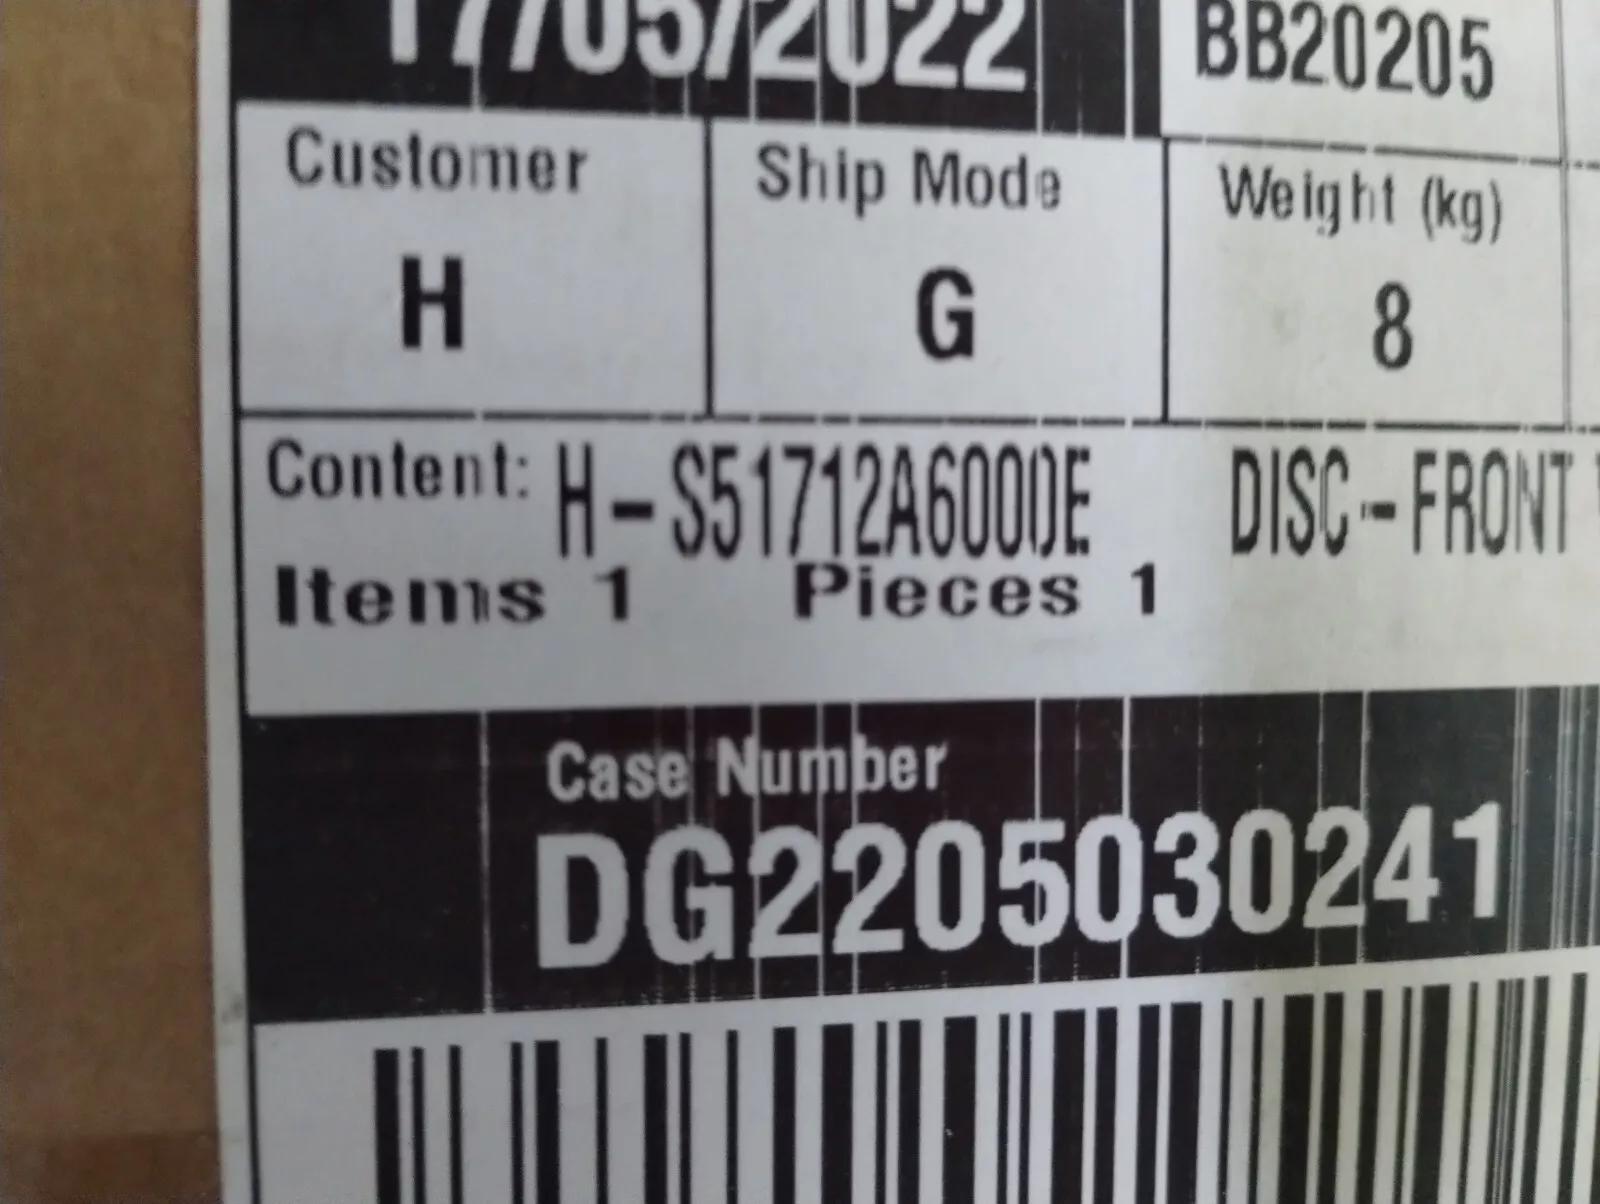 17/05/2022 BB20205
Customer Ship Mode Weight (kg)
H G 8
Content: H-S51712A6000E DISC-FRONT
Items 1 Pieces 1
Case Number
DG2205030241